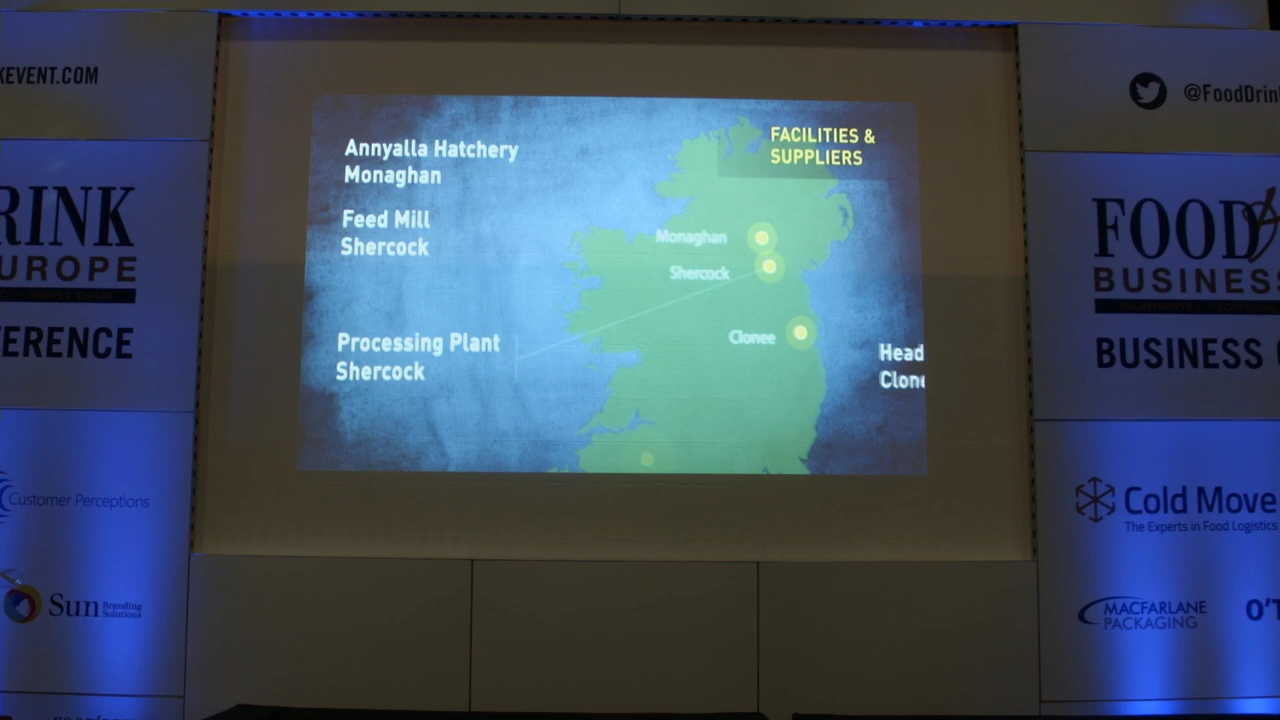 KEVENT.COM
@FoodDrin
RINK
UROPE
ERENCE
Customer Perceptions
Sun Branding
Solutions
Annyalla Hatchery
Monaghan
Feed Mill
Shercock
Processing Plant
Shercock
FACILITIES &
SUPPLIERS
Monaghan
Shercock
Clonee
Head
Clone
FOOD
BUSINESS
BUSINESS
Cold Move
The Experts in Food Logistics
MACFARLANE
PACKAGING
O'T